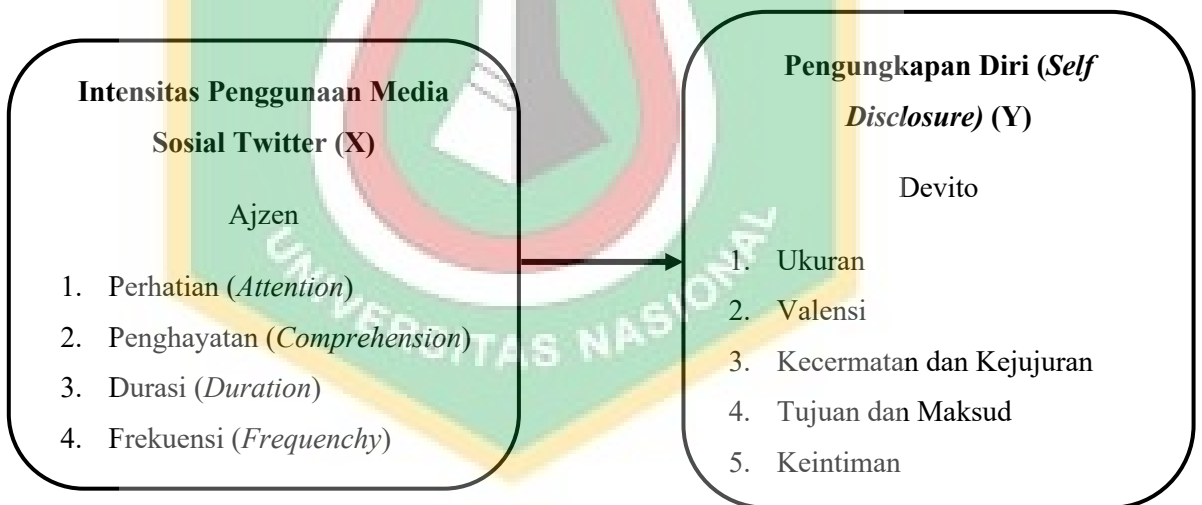 Intensitas Penggunaan Media
Sosial Twitter (X)
Ajzen
1. Perhatian (Attention)
2. Penghayatan (Comprehension)
3. Durasi (Duration)
4. Frekuensi (Frequenchy)
Pengungkapan Diri (Self
Disclosure) (Y)
Devito
1. Ukuran
2. Valensi
3. Kecermatan dan Kejujuran
4. Tujuan dan Maksud
5. Keintiman
UNIVERSITAS NASIONAL